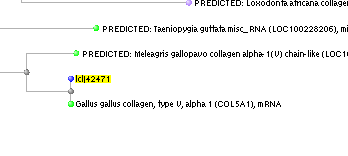 PREDICTED: Loxodonta africana collagen
PREDICTED: Taeniopygia guttata misc_RNA (LOC100228206), mi
PREDICTED: Meleagris gallopavo collagen alpha-1(V) chain-like (LOC1
lcl|42471
Gallus gallus collagen, type V, alpha 1 (COL5A1), mRNA